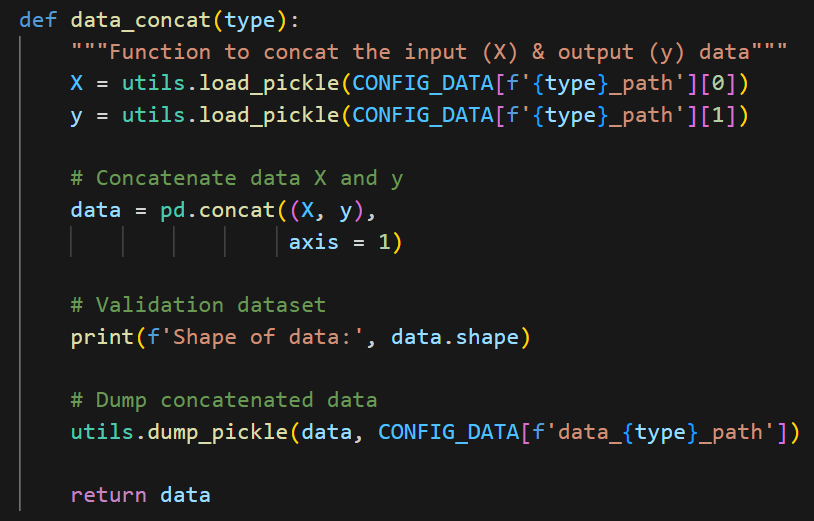 def data_concat(type):
    """Function to concat the input (X) & output (y) data"""
    X = utils.load_pickle(CONFIG_DATA[f'{type}_path'][0])
    y = utils.load_pickle(CONFIG_DATA[f'{type}_path'][1])

    # Concatenate data X and y
    data = pd.concat((X, y),
                     axis = 1)

    # Validation dataset
    print(f'Shape of data:', data.shape)

    # Dump concatenated data
    utils.dump_pickle(data, CONFIG_DATA[f'data_{type}_path'])

    return data